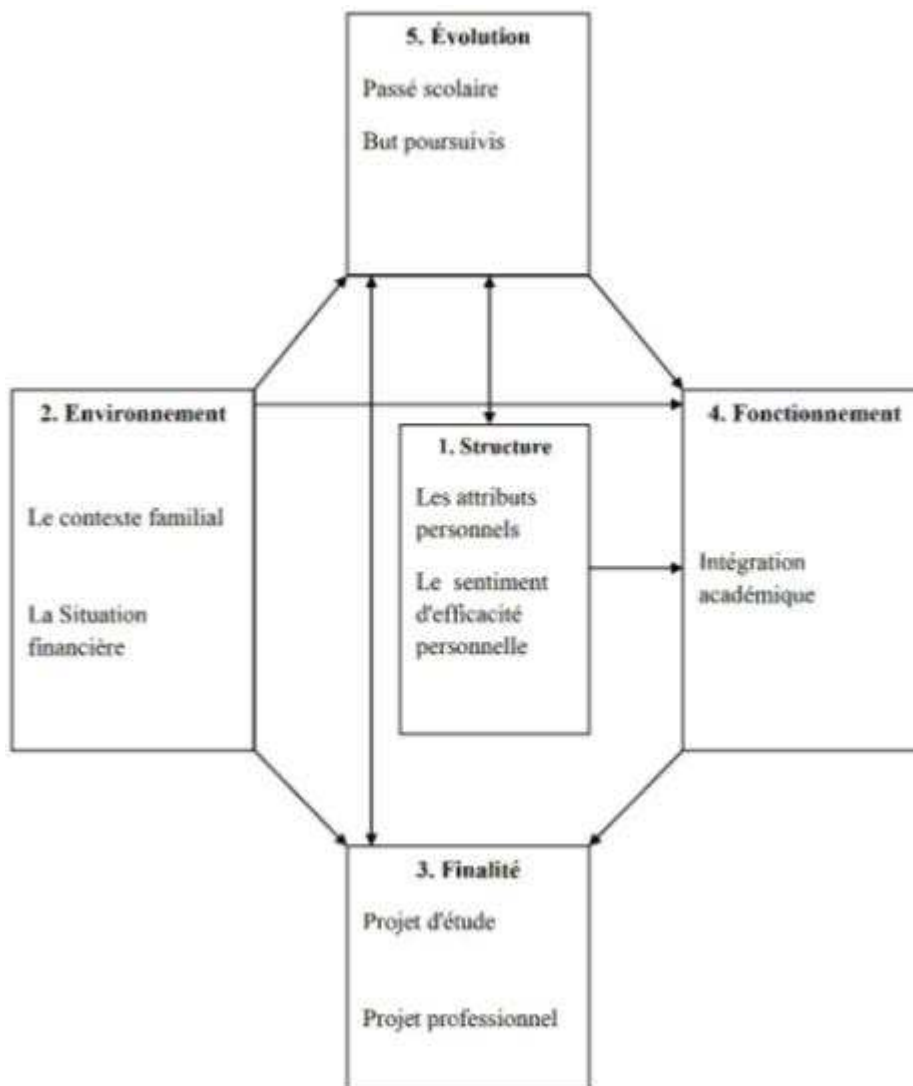 5. Évolution
Passé scolaire
But poursuivis
2. Environnement
Le contexte familial
La Situation
financière
1. Structure
Les attributs
personnels
Le sentiment
d'efficacité
personnelle
4. Fonctionnement
Intégration
académique
3. Finalité
Projet d'étude
Projet professionnel